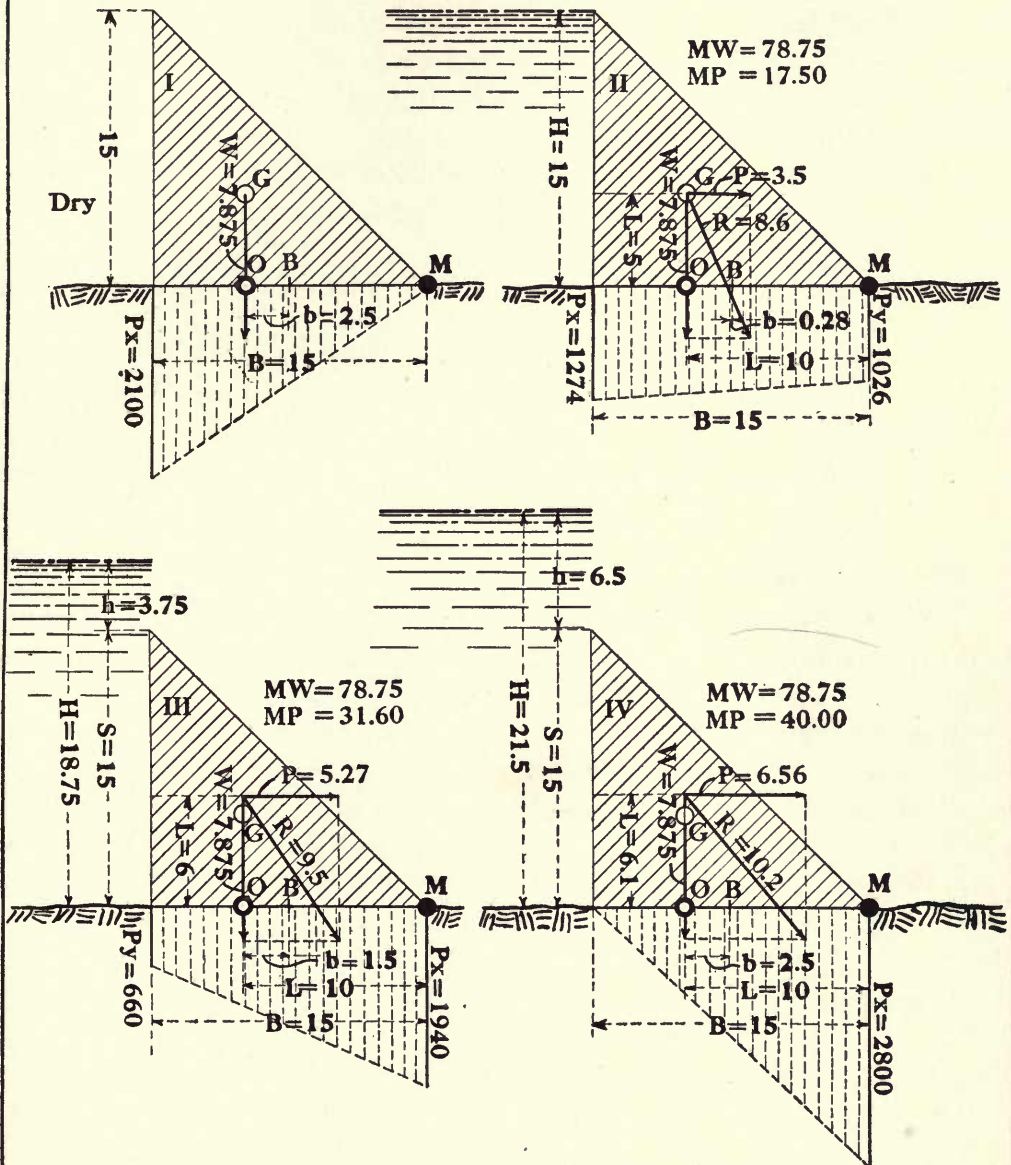 I
15
Dry
W=7.875
G
O
B
M
b=2.5
B=15
Px=2100
II
MW=78.75
MP=17.50
H=15
W=7.875
G
P=3.5
R=8.6
L=5
O
B
M
b=0.28
L=10
Px=1274
Py=1026
B=15
III
h=3.75
H=18.75
S=15
MW=78.75
MP=31.60
P=5.27
W=7.875
G
L=6
R=9.5
O
B
M
b=1.5
L=10
B=15
Py=660
Px=1940
IV
h=6.5
H=21.5
S=15
MW=78.75
MP=40.00
P=6.56
W=7.875
G
L=6.1
R=10.2
O
B
M
b=2.5
L=10
B=15
Px=2800